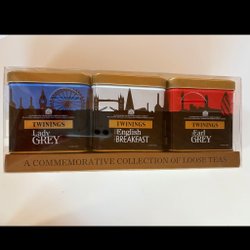 TWININGS
Lady
GREY
TWININGS
English
BREAKFAST
TWININGS
Earl
GREY
A COMMEMORATIVE COLLECTION OF LOOSE TEAS